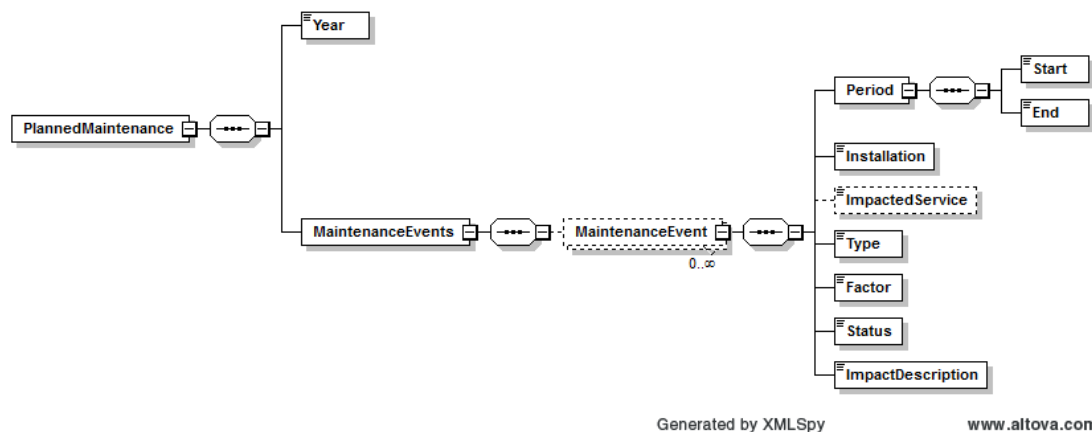 Year
PlannedMaintenance
MaintenanceEvents
MaintenanceEvent
0..∞
Period
Start
End
Installation
ImpactedService
Type
Factor
Status
ImpactDescription
Generated by XMLSpy
www.altova.com